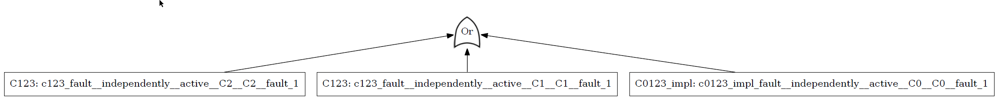 Or
C123: c123_fault__independently__active__C2__C2__fault_1
C123: c123_fault__independently__active__C1__C1__fault_1
C0123_impl: c0123_impl_fault__independently__active__C0__C0__fault_1